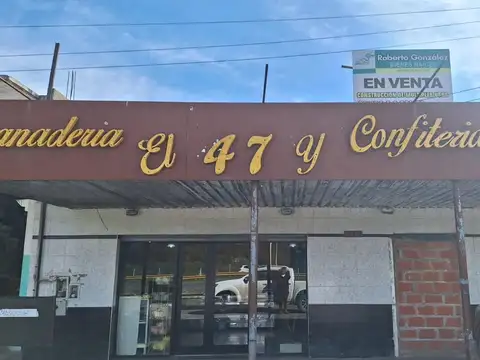 Roberto Gonzalez
EN VENTA
anaderia El 47 y Confiteria